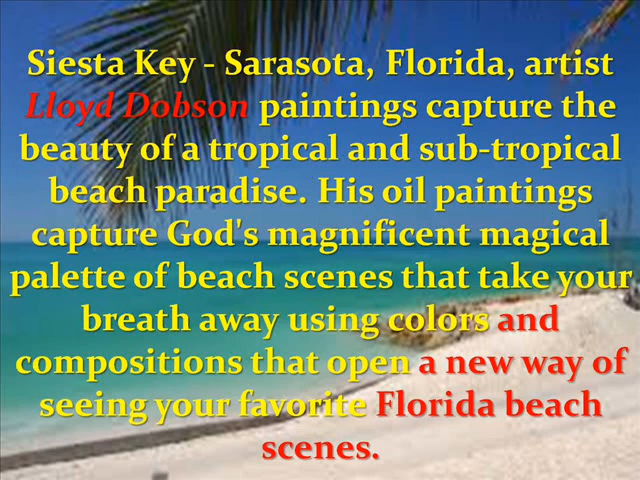 Siesta Key - Sarasota, Florida, artist
Lloyd Dobson paintings capture the
beauty of a tropical and sub-tropical
beach paradise. His oil paintings
capture God's magnificent magical
palette of beach scenes that take your
breath away using colors and
compositions that open a new way of
seeing your favorite Florida beach
scenes.